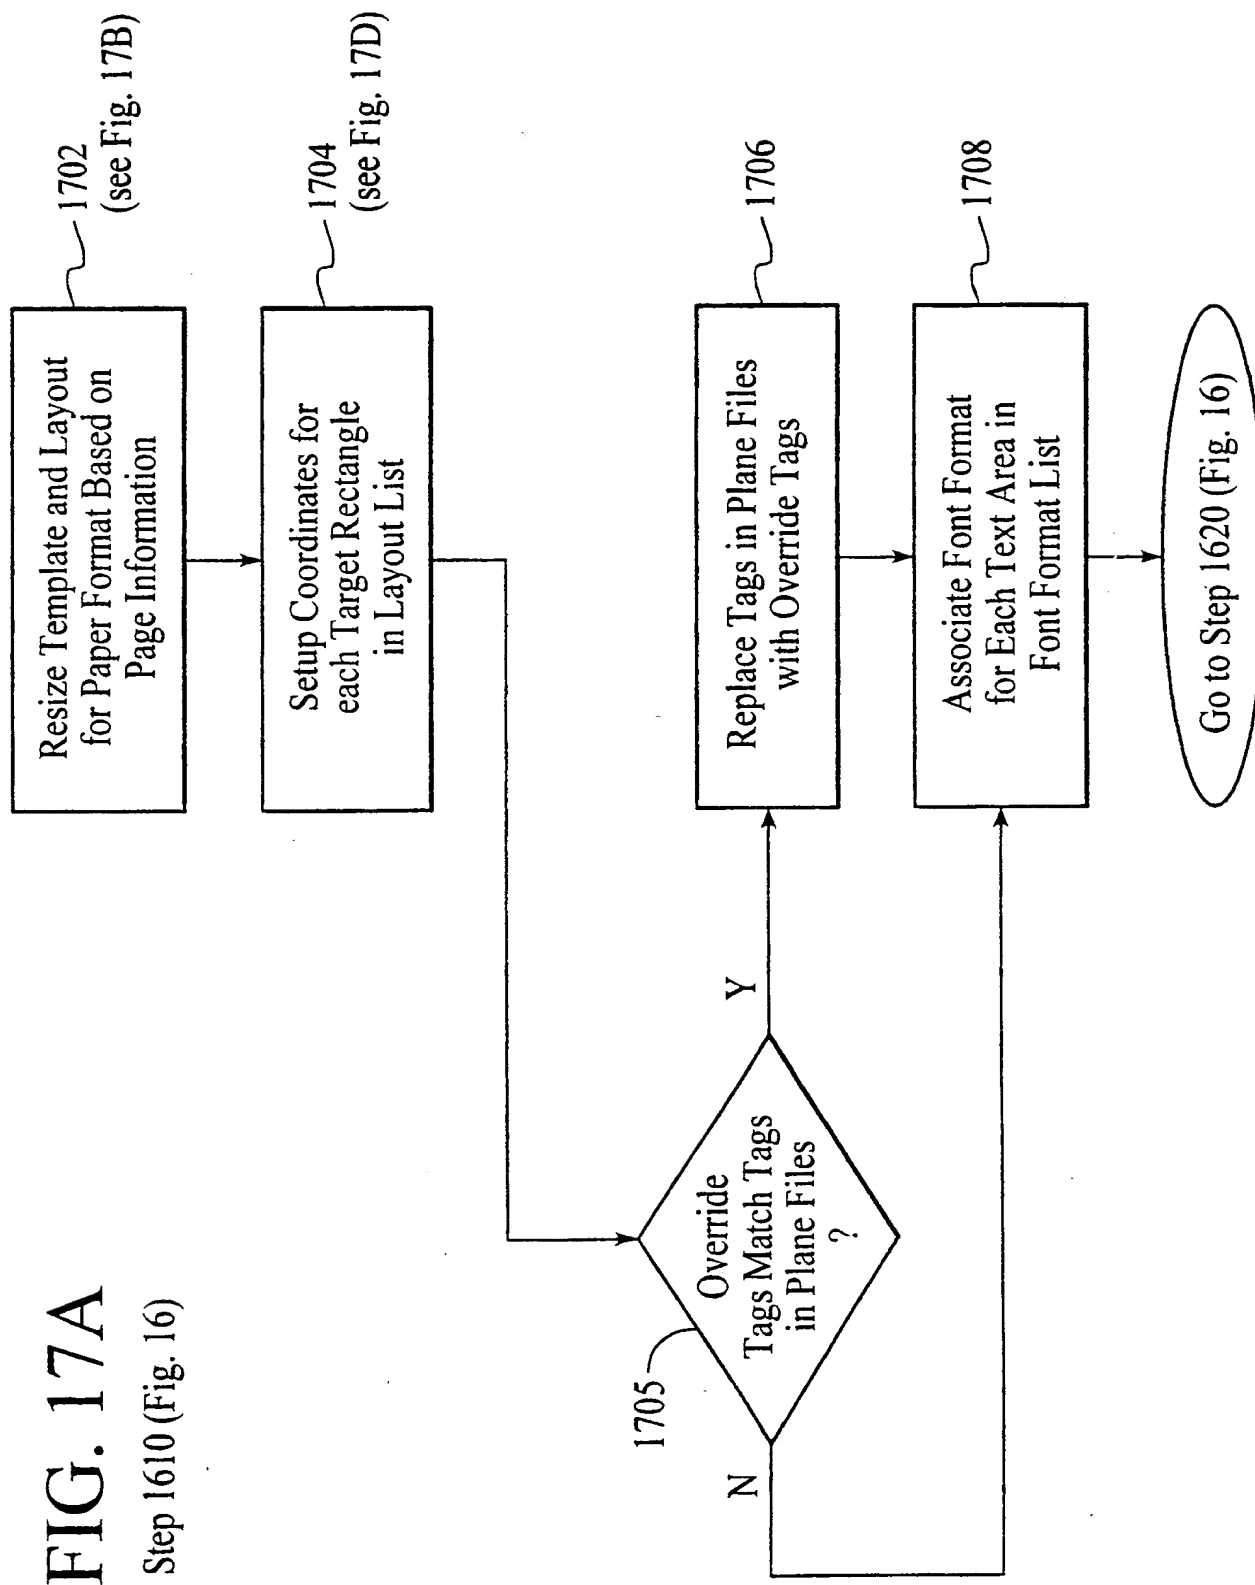 FIG. 17A
Step 1610 (Fig. 16)
Resize Template and Layout
for Paper Format Based on
Page Information
1702
(see Fig. 17B)
Setup Coordinates for
each Target Rectangle
in Layout List
1704
(see Fig. 17D)
1705
Override
Tags Match Tags
in Plane Files
?
Y
N
Replace Tags in Plane Files
with Override Tags
1706
Associate Font Format
for Each Text Area in
Font Format List
1708
Go to Step 1620 (Fig. 16)